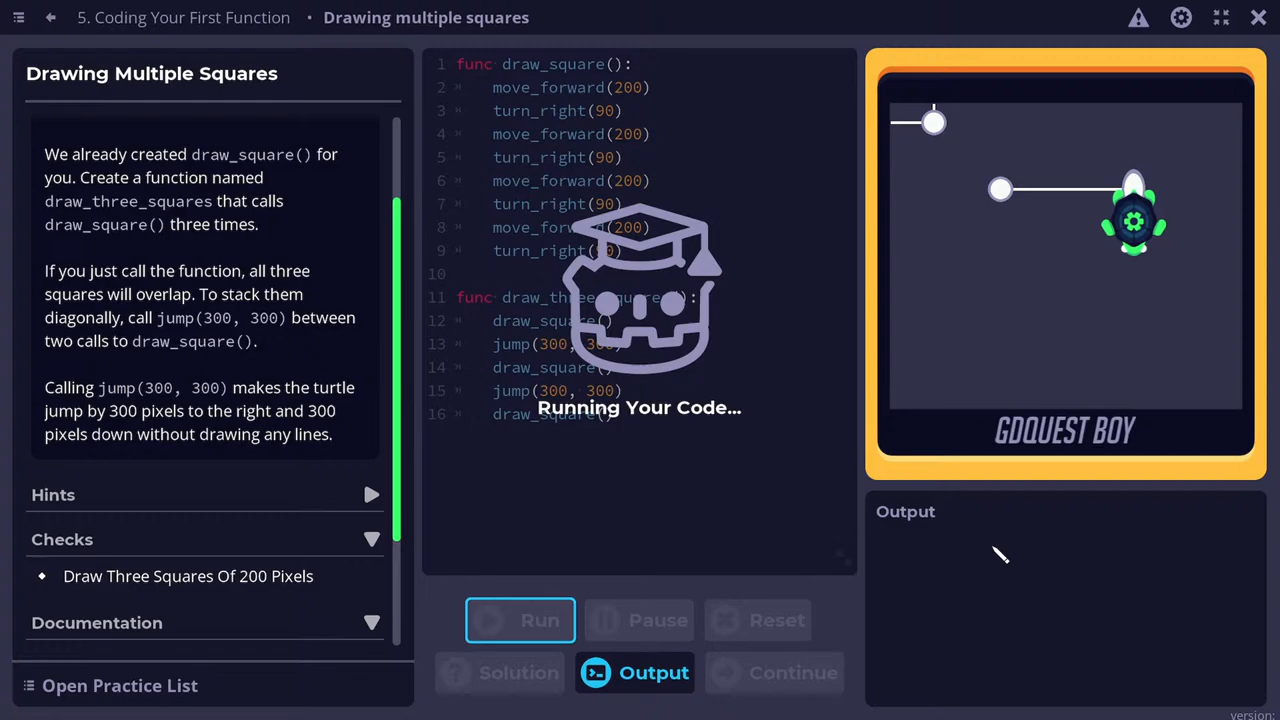 5. Coding Your First Function • Drawing multiple squares
Drawing Multiple Squares
We already created draw_square() for
you. Create a function named
draw_three_squares that calls
draw_square() three times.
If you just call the function, all three
squares will overlap. To stack them
diagonally, call jump(300, 300) between
two calls to draw_square().
Calling jump(300, 300) makes the turtle
jump by 300 pixels to the right and 300
pixels down without drawing any lines.
Hints
Checks
Draw Three Squares Of 200 Pixels
Documentation
Open Practice List
1 func draw_square():
2 move_forward(200)
3 turn_right(90)
4 move_forward(200)
5 turn_right(90)
6 move_forward(200)
7 turn_right(90)
8 move_forward(200)
9 turn_right(90)
10
11 func draw_three_squares():
12 draw_square()
13 jump(300, 300)
14 draw_square()
15 jump(300, 300)
16 draw_square()
Running Your Code...
Run Pause Reset
Solution Output Continue
GDQUEST BOY
Output
version: